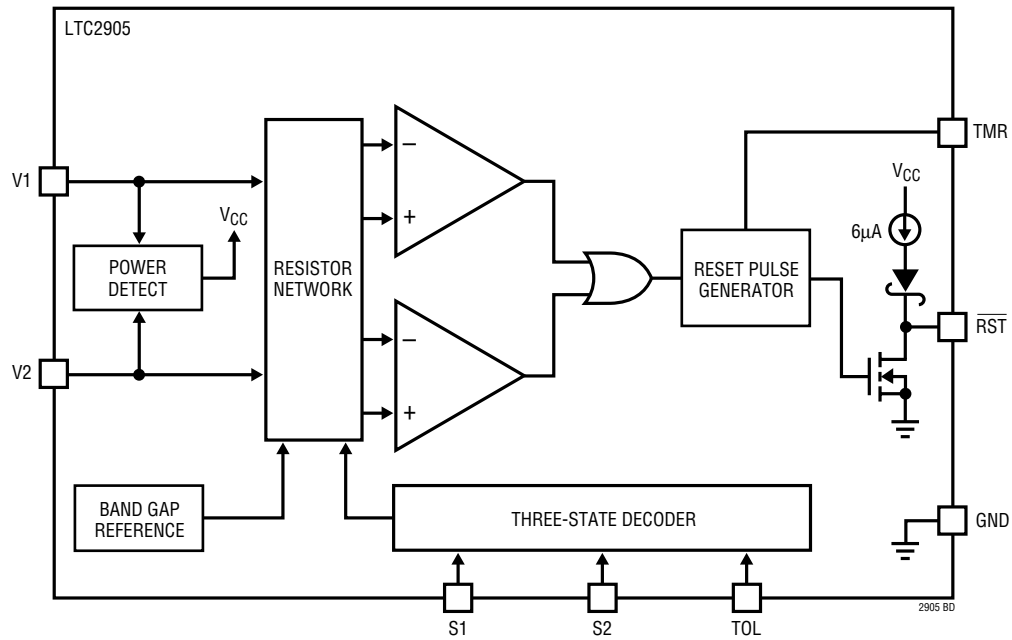 LTC2905
TMR
V1
VCC
VCC
6μA
POWER
DETECT
RESISTOR
NETWORK
−
+
−
+
RESET PULSE
GENERATOR
RST
V2
BAND GAP
REFERENCE
THREE-STATE DECODER
GND
S1
S2
TOL
2905 BD